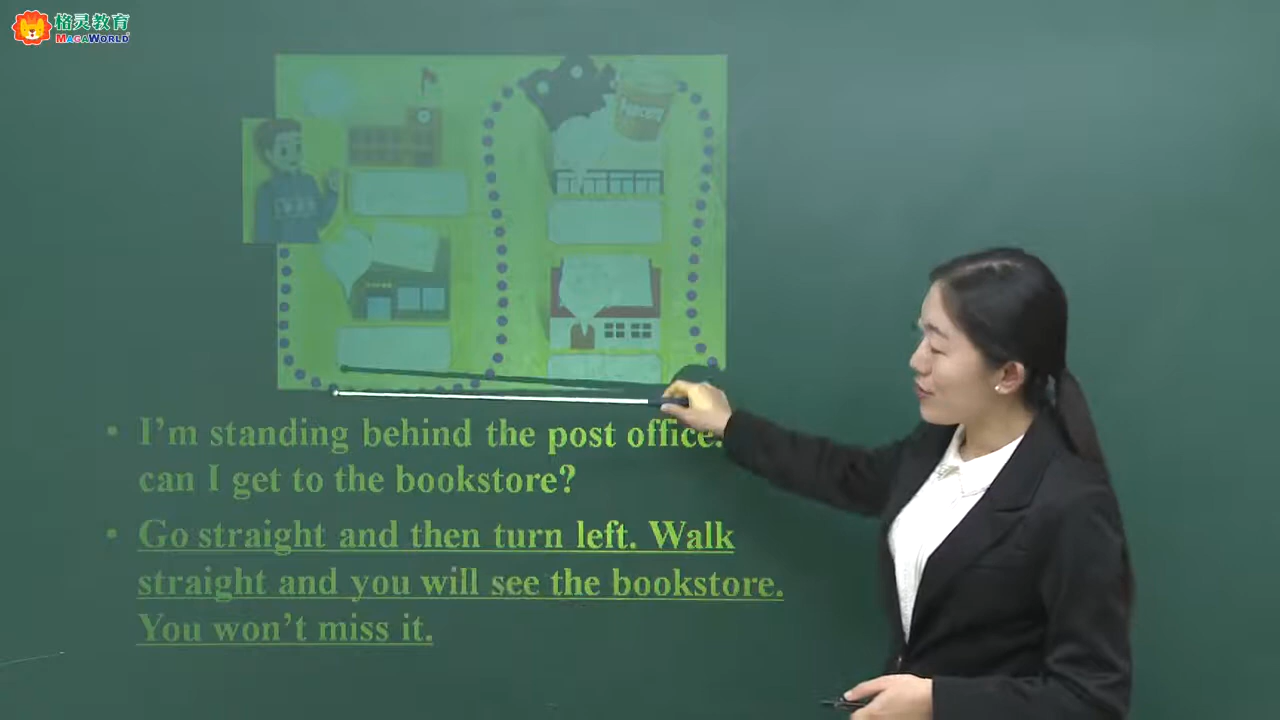 格灵教育
MAGAWORLD
• I’m standing behind the post office.
can I get to the bookstore?
• Go straight and then turn left. Walk
straight and you will see the bookstore.
You won’t miss it.